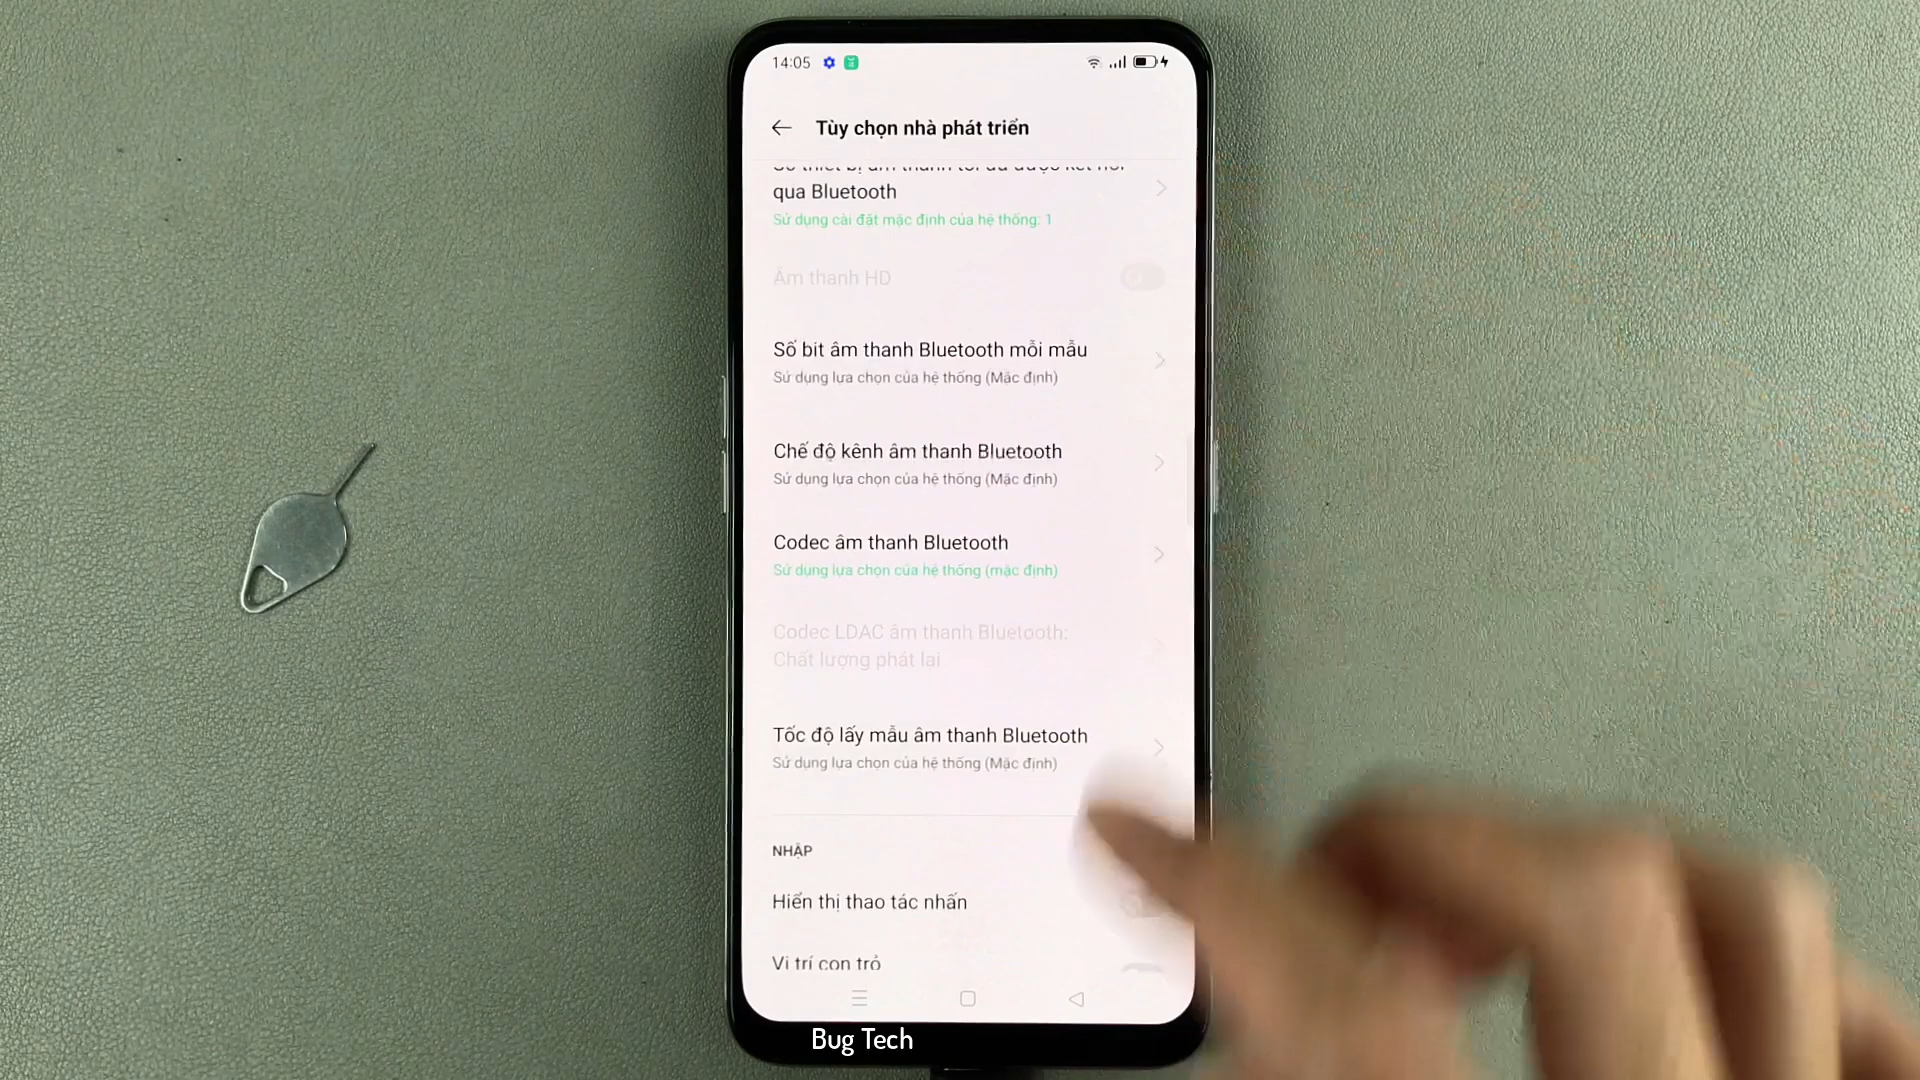 14:05
Tùy chọn nhà phát triển
qua Bluetooth
Sử dụng cài đặt mặc định của hệ thống: 1
Âm thanh HD
Số bit âm thanh Bluetooth mỗi mẫu
Sử dụng lựa chọn của hệ thống (Mặc định)
Chế độ kênh âm thanh Bluetooth
Sử dụng lựa chọn của hệ thống (Mặc định)
Codec âm thanh Bluetooth
Sử dụng lựa chọn của hệ thống (mặc định)
Codec LDAC âm thanh Bluetooth:
Chất lượng phát lại
Tốc độ lấy mẫu âm thanh Bluetooth
Sử dụng lựa chọn của hệ thống (Mặc định)
NHẬP
Hiển thị thao tác nhấn
Vị trí con trỏ
Bug Tech